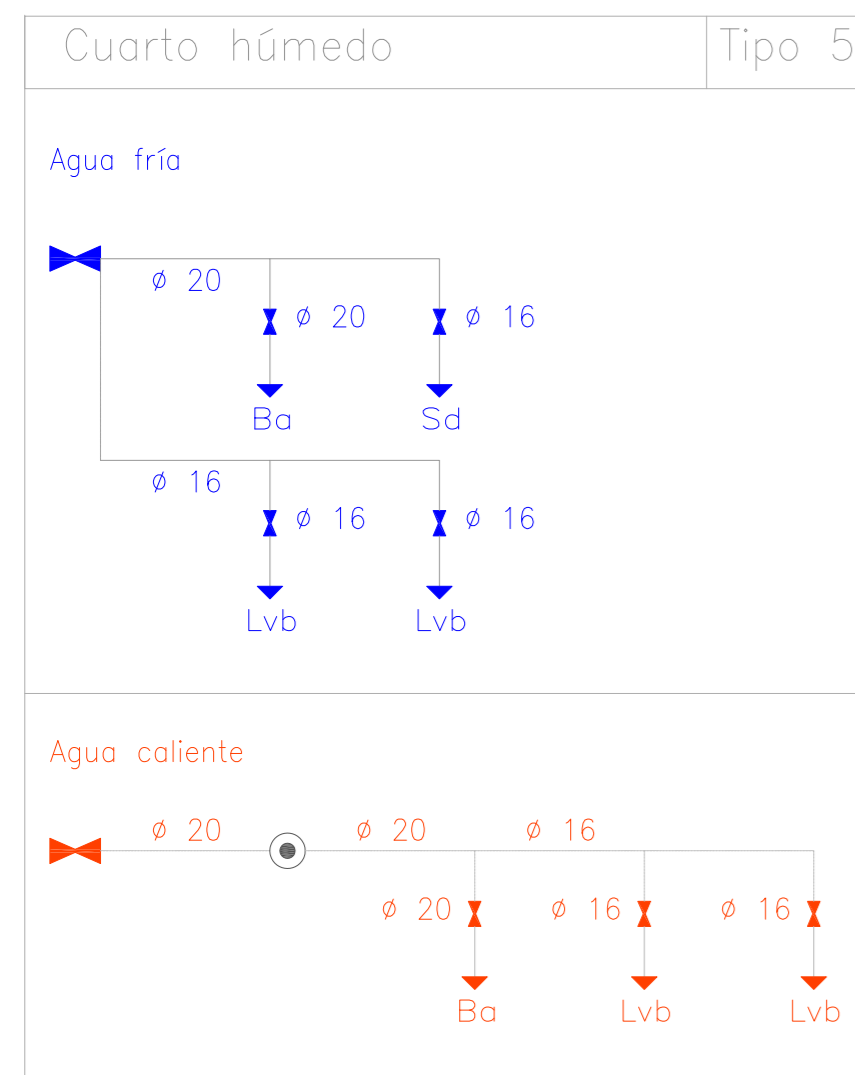 Cuarto húmedo Tipo 5
Agua fría
ø 20
ø 20 ø 16
Ba Sd
ø 16
ø 16 ø 16
Lvb Lvb
Agua caliente
ø 20 ø 20 ø 16
ø 20 ø 16 ø 16
Ba Lvb Lvb